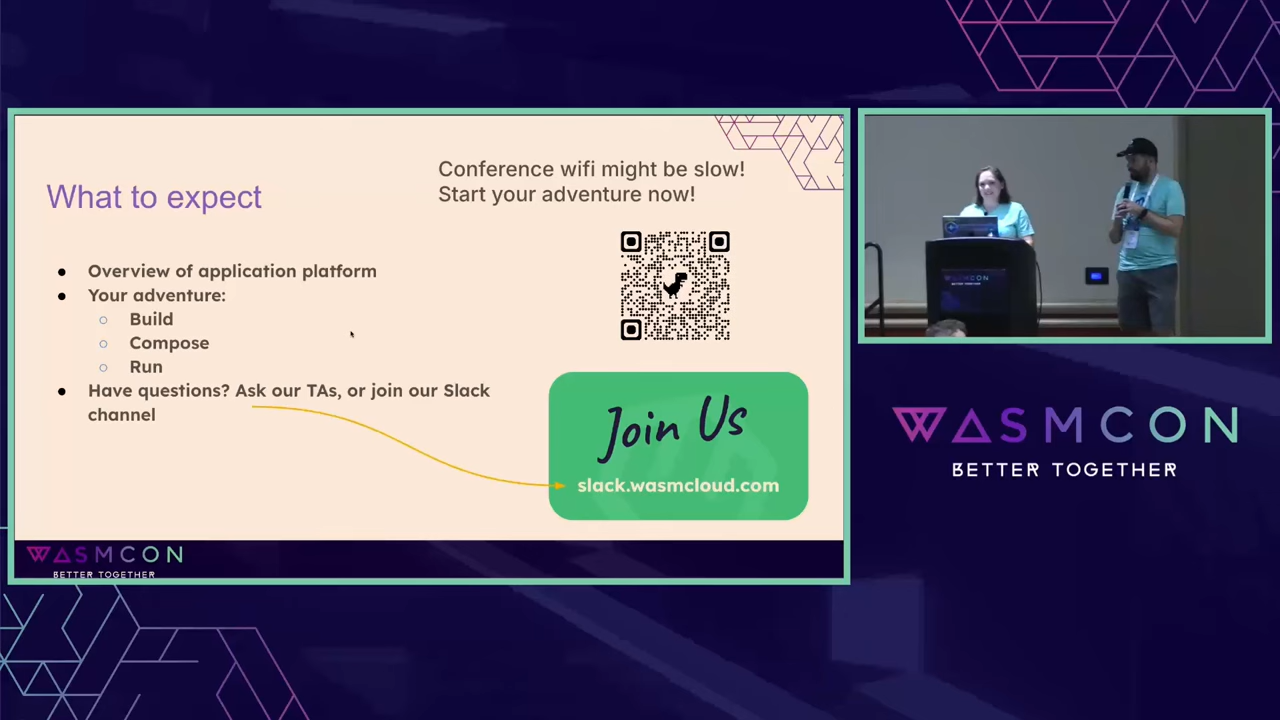 What to expect
Conference wifi might be slow!
Start your adventure now!
Overview of application platform
Your adventure:
Build
Compose
Run
Have questions? Ask our TAs, or join our Slack
channel
Join Us
slack.wasmcloud.com
WASMCON
BETTER TOGETHER
WASMCON
WASMCON
BETTER TOGETHER